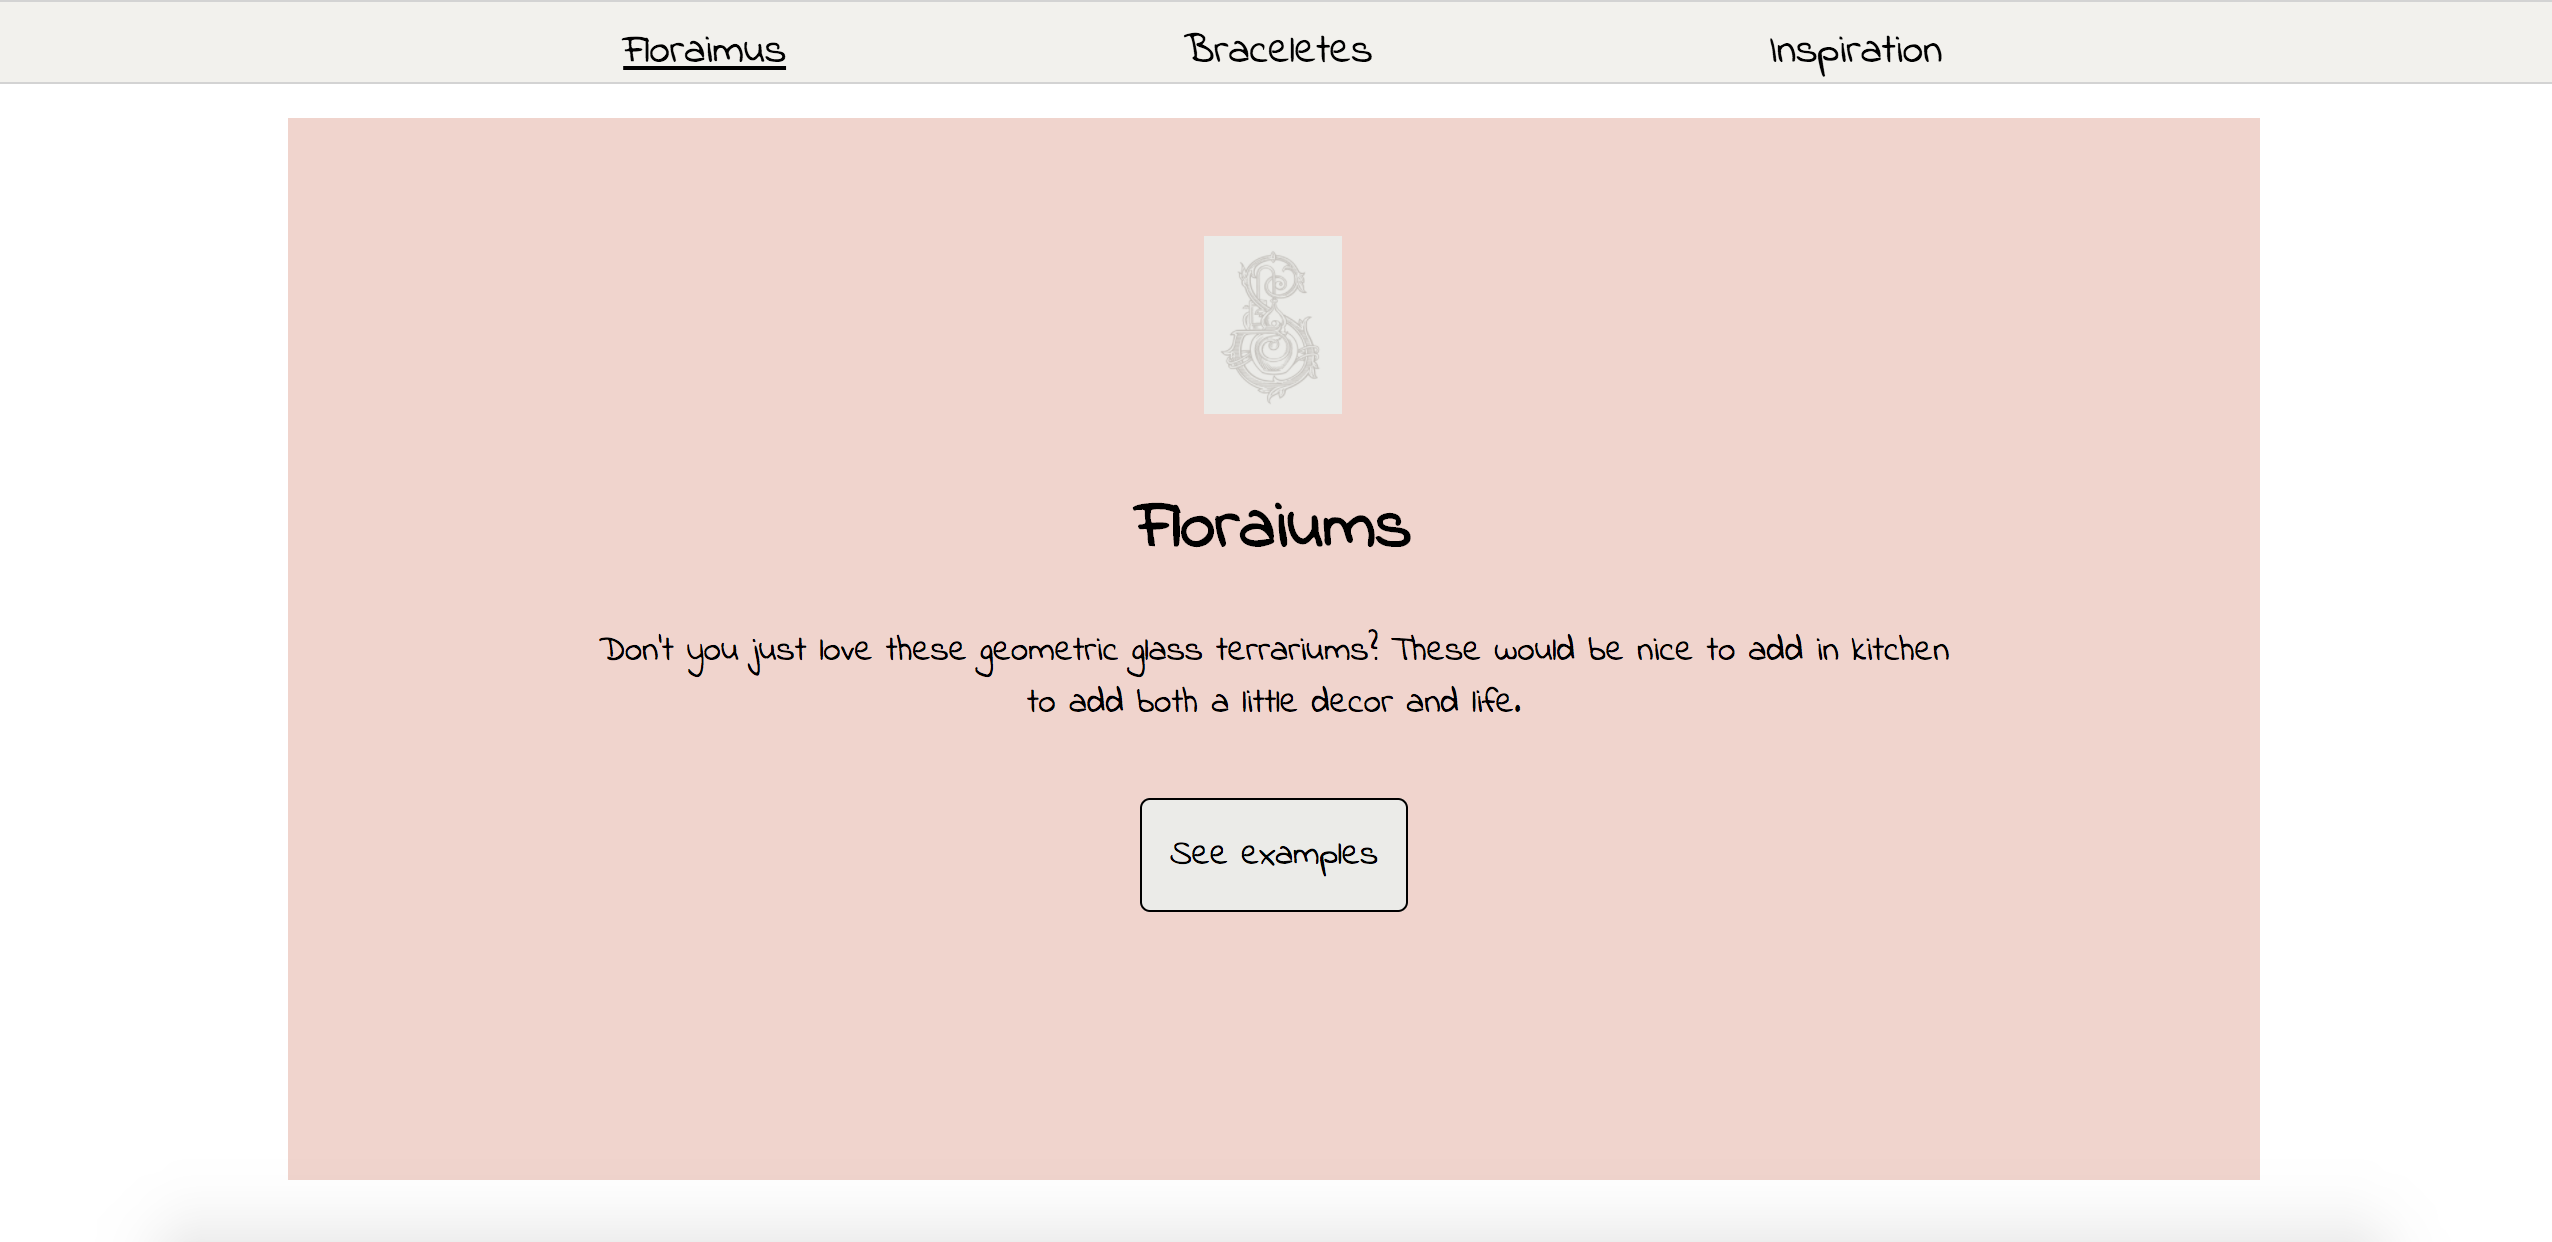 Floraimus
Braceletes
Inspiration
Floraiums
Don't you just love these geometric glass terrariums? These would be nice to add in kitchen
to add both a little decor and life.
See examples